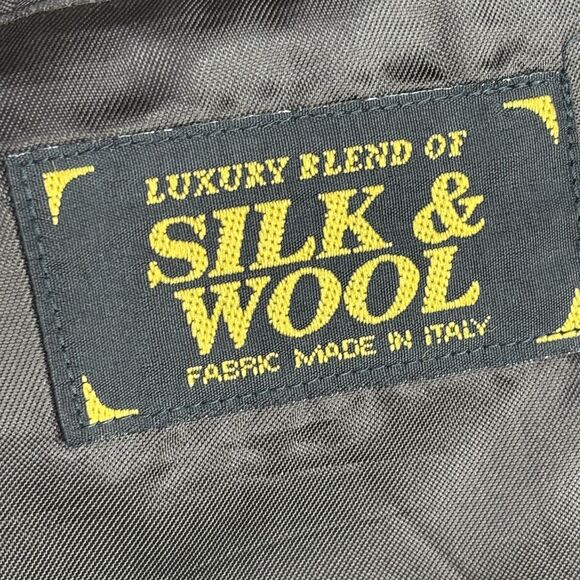 LUXURY BLEND OF
SILK &
WOOL
FABRIC MADE IN ITALY